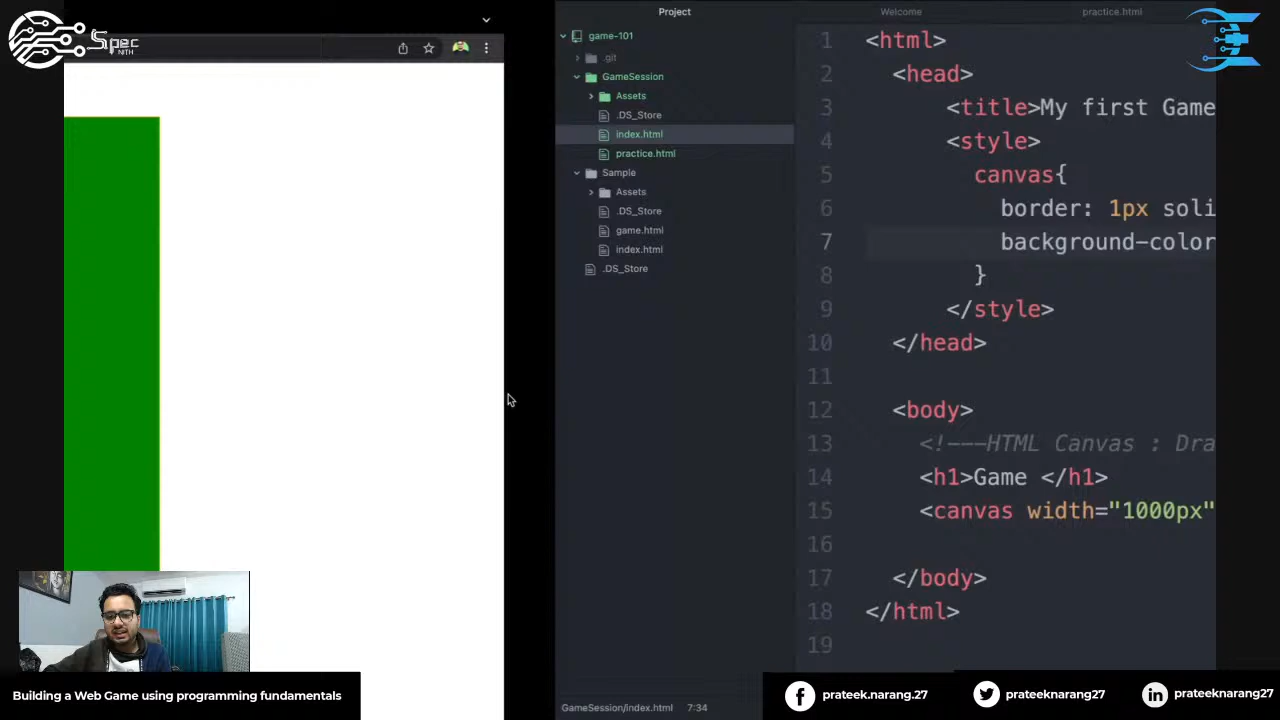 Spec
NITH
Project
game-101
.git
GameSession
Assets
.DS_Store
index.html
practice.html
Sample
Assets
.DS_Store
game.html
index.html
.DS_Store
Welcome
practice.html
1 <html>
2 <head>
3 <title>My first Game
4 <style>
5 canvas{
6 border: 1px soli
7 background-color
8 }
9 </style>
10 </head>
11
12 <body>
13 <!---HTML Canvas : Dra
14 <h1>Game </h1>
15 <canvas width="1000px"
16
17 </body>
18 </html>
19
GameSession/index.html 7:34
Building a Web Game using programming fundamentals
prateek.narang.27
prateeknarang27
prateeknarang27